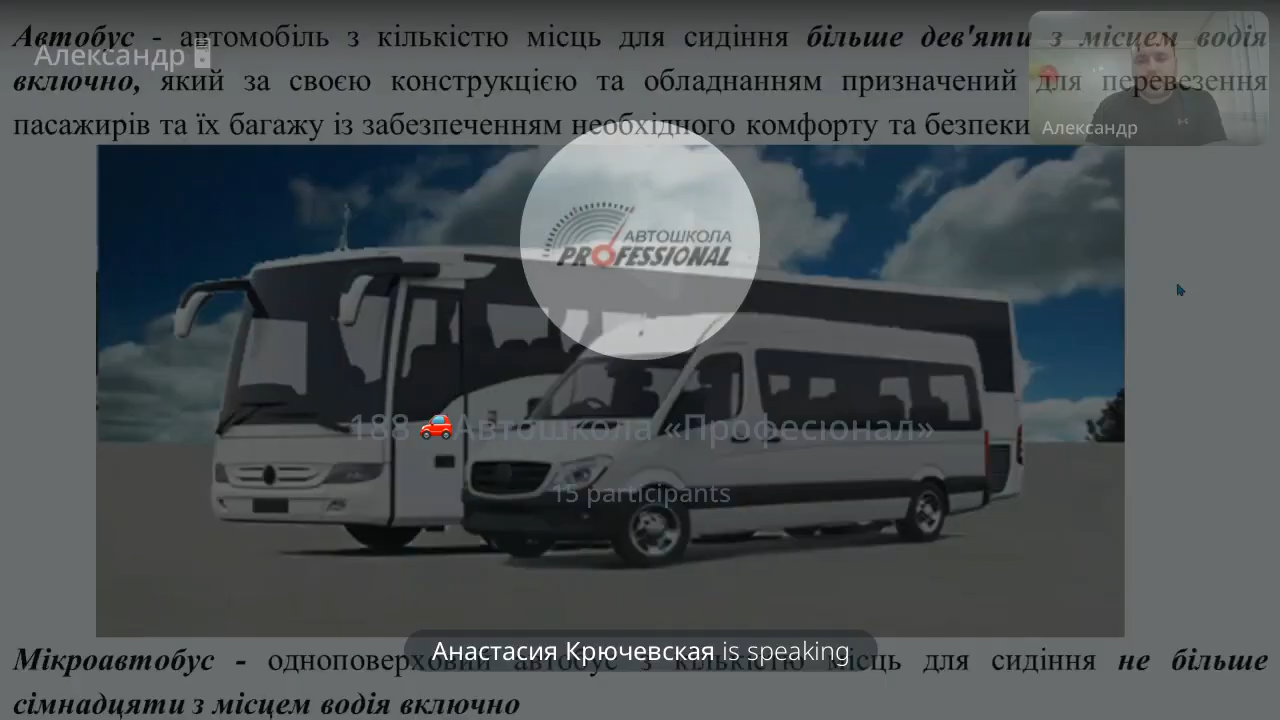 Автобус - автомобіль з кількістю місць для сидіння більше дев'яти з місцем водія
Александр
включно, який за своєю конструкцією та обладнанням призначений для перевезення
пасажирів та їх багажу із забезпеченням необхідного комфорту та безпеки
Александр
АВТОШКОЛА
PROFESSIONAL
188 🚗Автошкола «Професіонал»
15 participants
Анастасия Крючевская is speaking
Мікроавтобус - одноповерховий автобус з кількістю місць для сидіння не більше
сімнадцяти з місцем водія включно